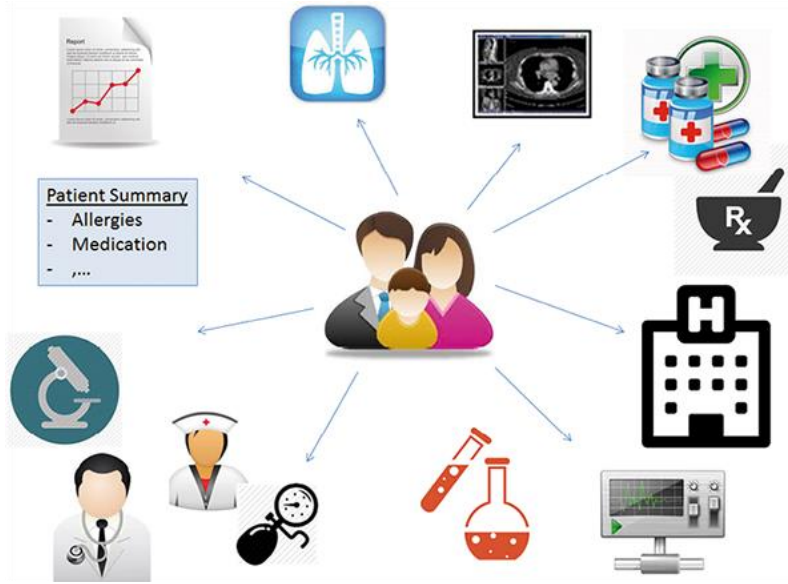 Report
Patient Summary
- Allergies
- Medication
- ,...
Rx
H